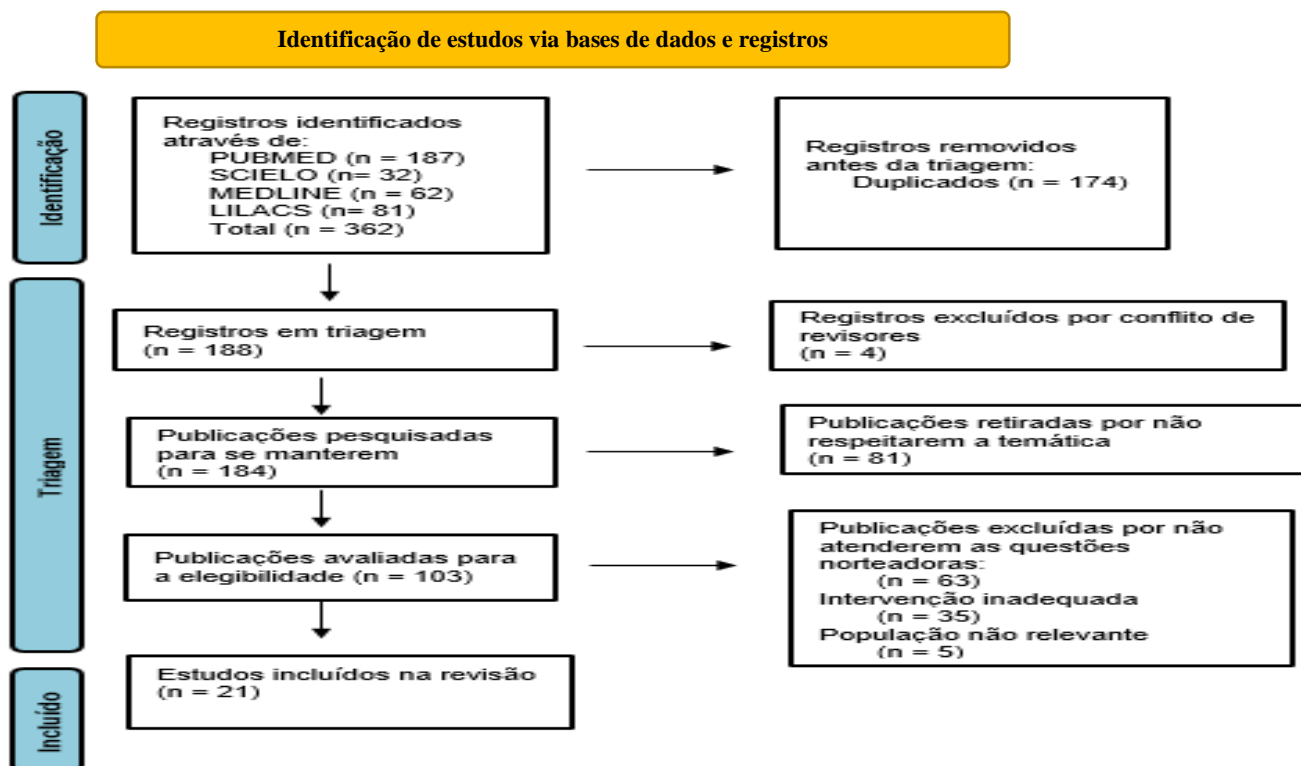 Identificação de estudos via bases de dados e registros
Identificação
Registros identificados
através de:
PUBMED (n = 187)
SCIELO (n= 32)
MEDLINE (n = 62)
LILACS (n= 81)
Total (n = 362)
Registros removidos
antes da triagem:
Duplicados (n = 174)
Triagem
Registros em triagem
(n = 188)
Registros excluídos por conflito de
revisores
(n = 4)
Publicações pesquisadas
para se manterem
(n = 184)
Publicações retiradas por não
respeitarem a temática
(n = 81)
Publicações avaliadas para
a elegibilidade (n = 103)
Publicações excluídas por não
atenderem as questões
norteadoras:
(n = 63)
Intervenção inadequada
(n = 35)
População não relevante
(n = 5)
Incluído
Estudos incluídos na revisão
(n = 21)